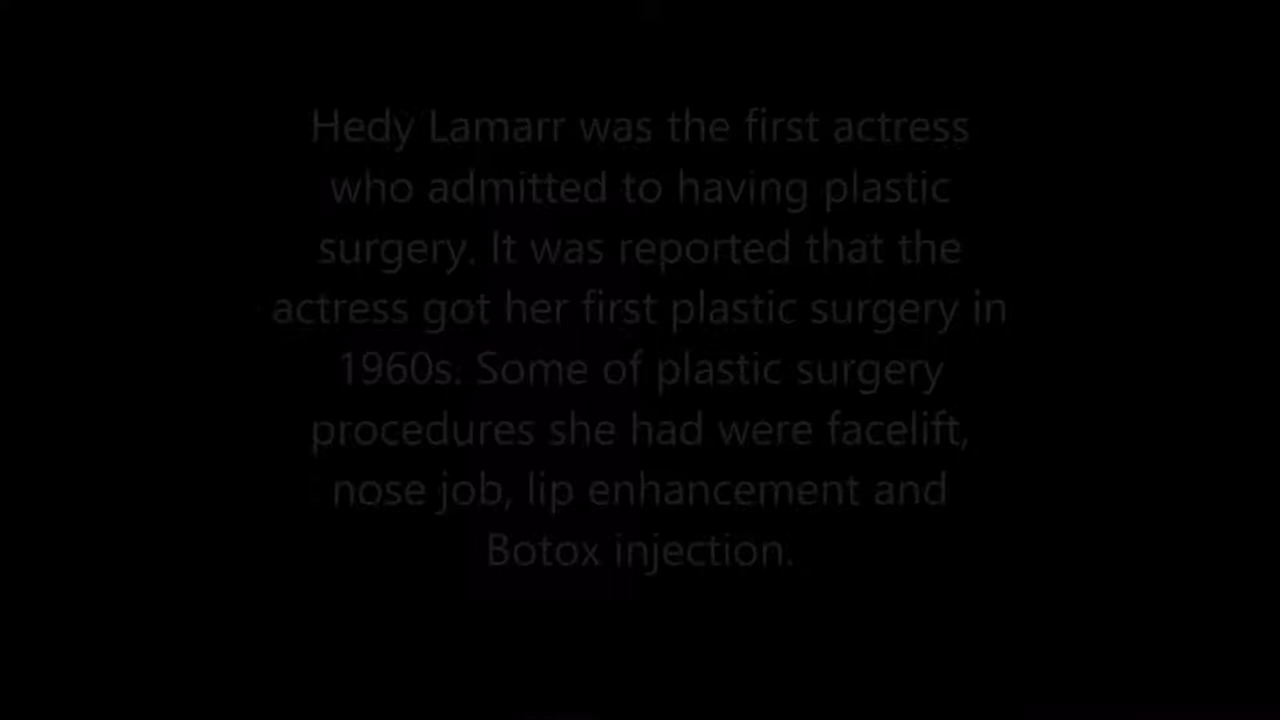 Hedy Lamarr was the first actress
who admitted to having plastic
surgery. It was reported that the
actress got her first plastic surgery in
1960s. Some of plastic surgery
procedures she had were facelift,
nose job, lip enhancement and
Botox injection.